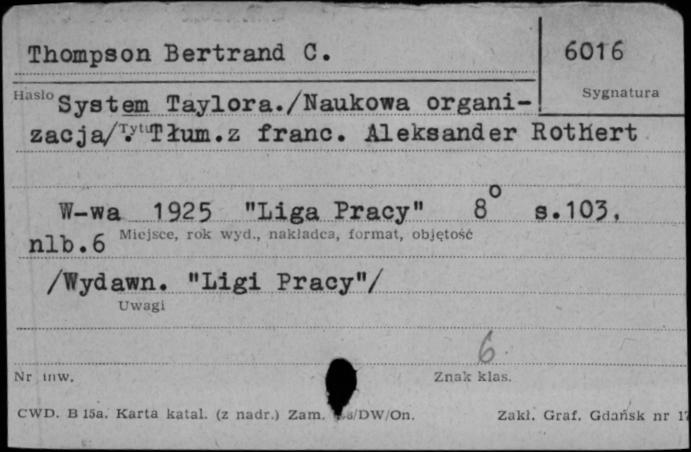 Thompson Bertrand C.
6016
Hasło
Sygnatura
System Taylora./Naukowa organi-
zacja/. Tłum.z franc. Aleksander Rothert
Tytuł
W-wa 1925 "Liga Pracy" 8° s.103,
nlb.6 Miejsce, rok wyd., nakładca, format, objętość
/Wydawn. "Ligi Pracy"/
Uwagi
6
Nr inw.
Znak klas.
CWD. B 15a. Karta katal. (z nadr.) Zam. /DW/On.
Zakł. Graf. Gdańsk nr